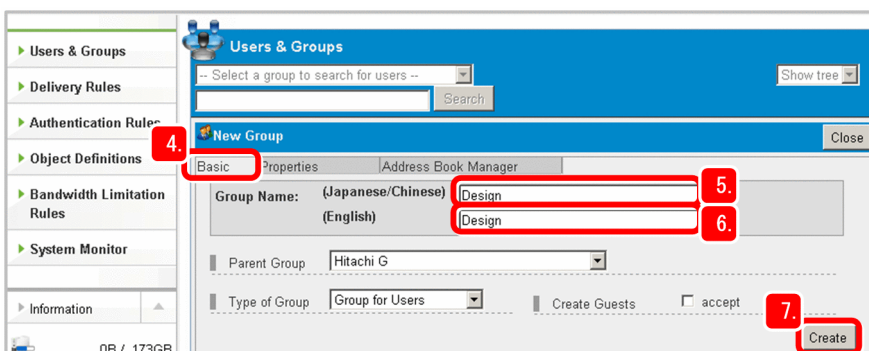 Users & Groups
Delivery Rules
Authentication Rules
Object Definitions
Bandwidth Limitation
Rules
System Monitor
Information
0B / 173GB
Users & Groups
-- Select a group to search for users --
Show tree
Search
New Group
Close
4.
Basic
Properties
Address Book Manager
Group Name:
(Japanese/Chinese)
Design
5.
(English)
Design
6.
Parent Group
Hitachi G
Type of Group
Group for Users
Create Guests
accept
7.
Create